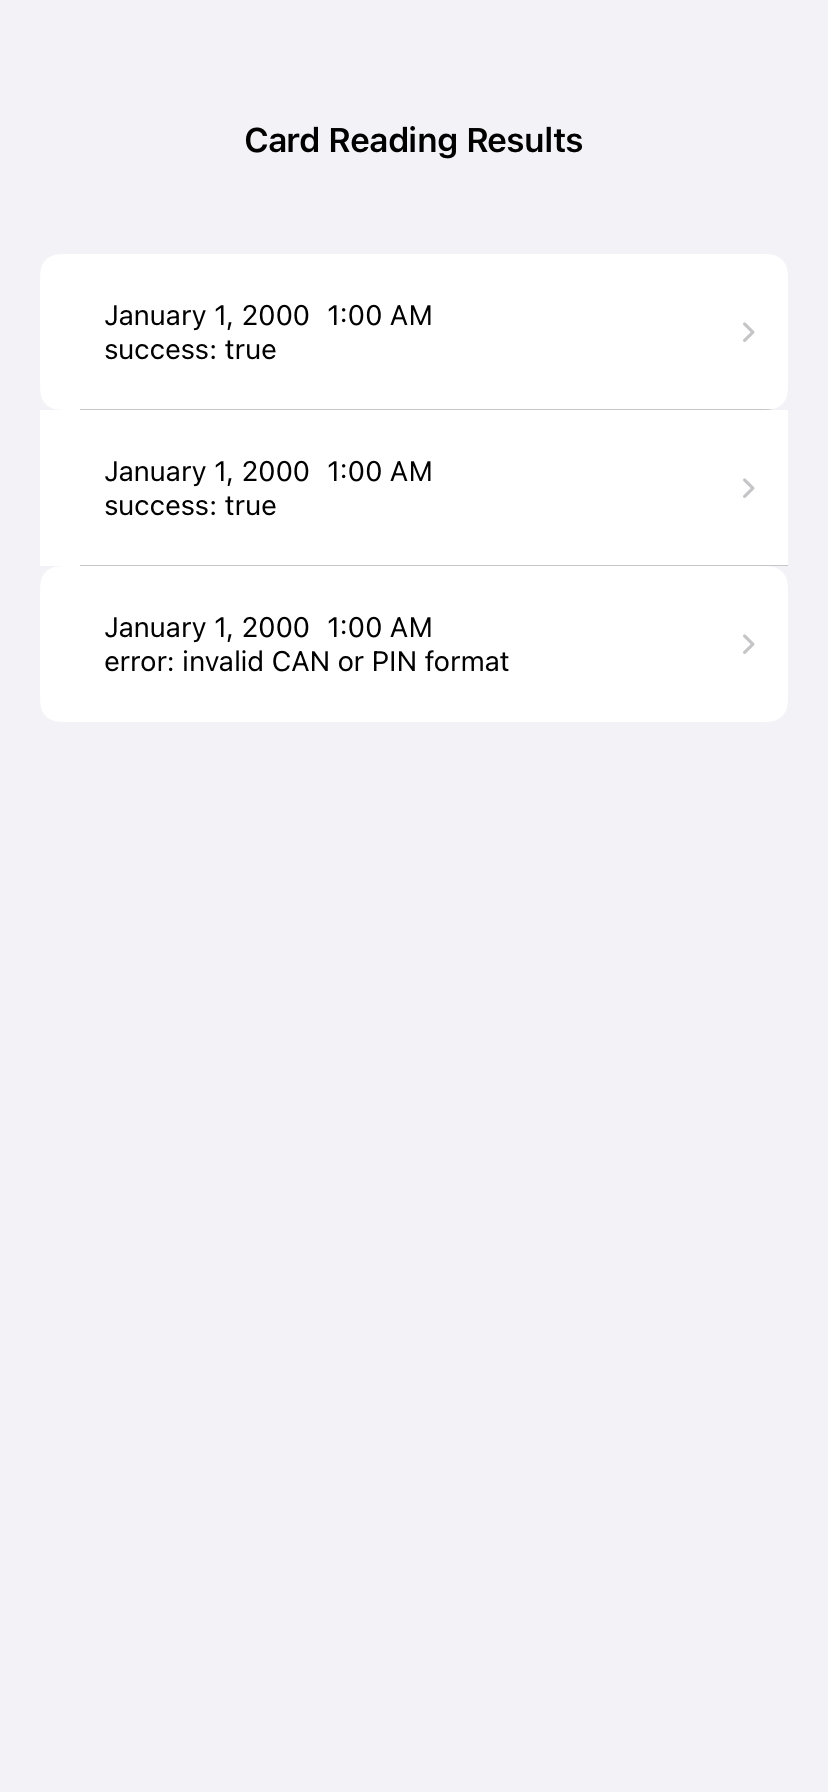 Card Reading Results
January 1, 2000  1:00 AM
success: true
January 1, 2000  1:00 AM
success: true
January 1, 2000  1:00 AM
error: invalid CAN or PIN format